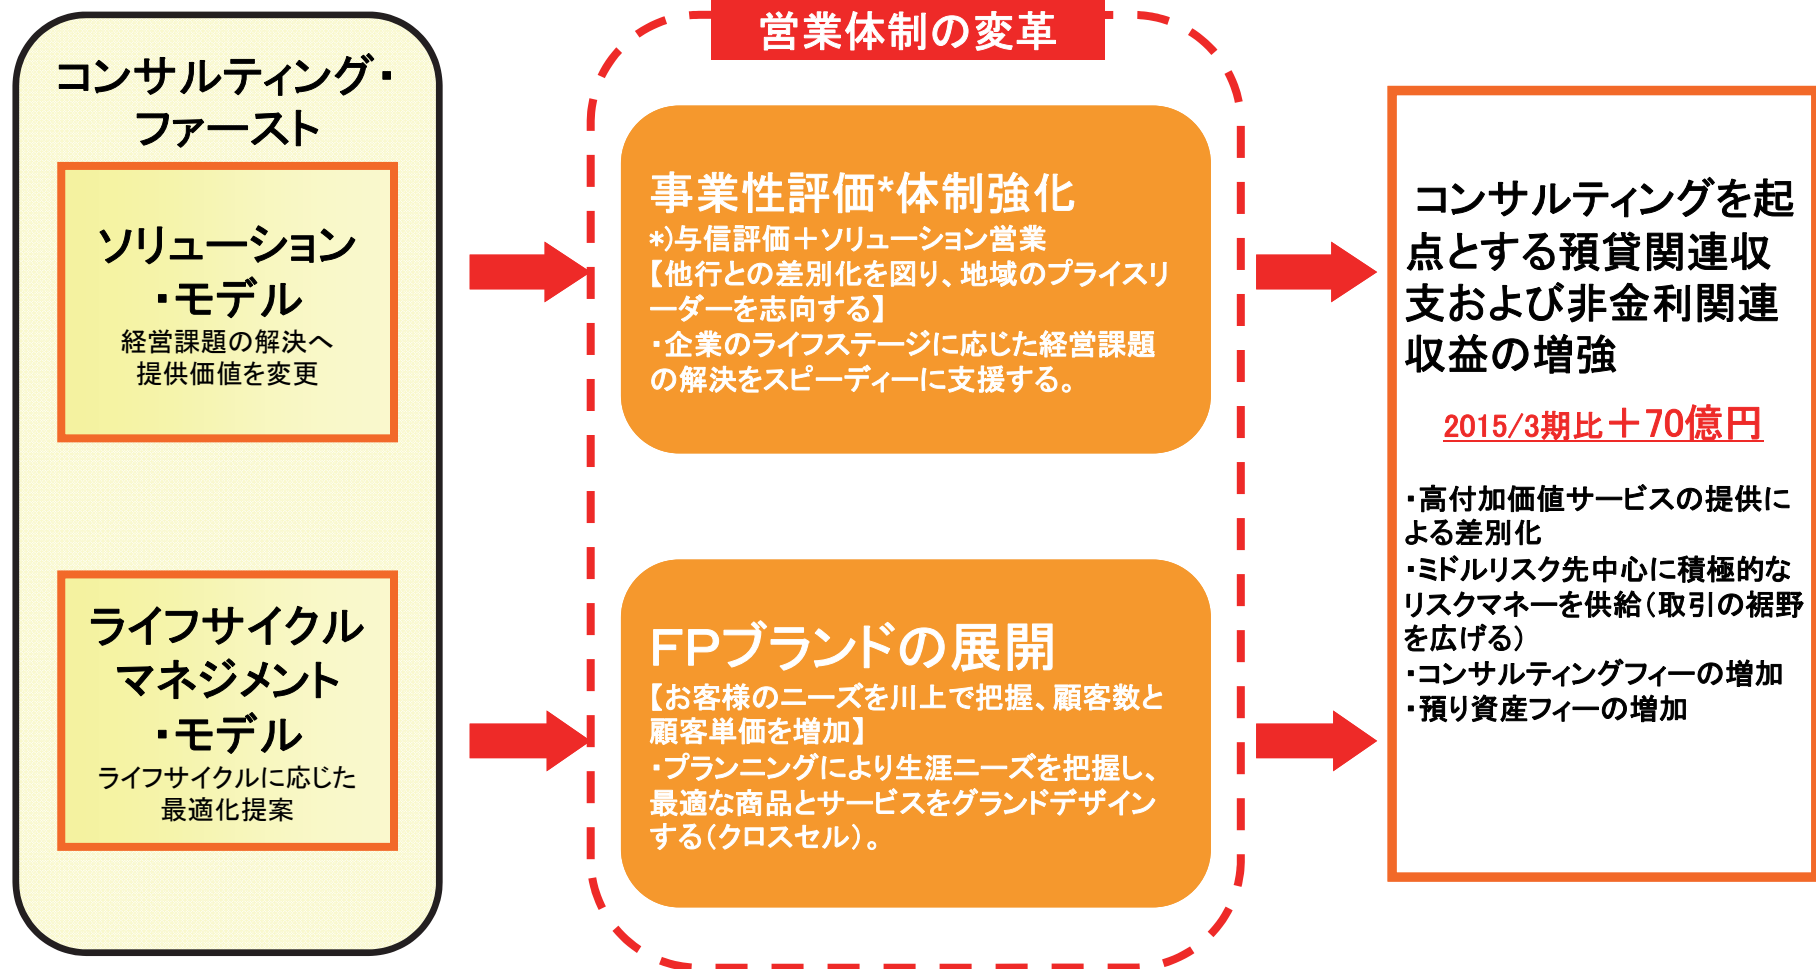 コンサルティング・
ファースト
ソリューション
・モデル
経営課題の解決へ
提供価値を変更
ライフサイクル
マネジメント
・モデル
ライフサイクルに応じた
最適化提案
営業体制の変革
事業性評価*体制強化
*)与信評価＋ソリューション営業
【他行との差別化を図り、地域のプライスリ
ーダーを志向する】
・企業のライフステージに応じた経営課題
の解決をスピーディーに支援する。
FPブランドの展開
【お客様のニーズを川上で把握、顧客数と
顧客単価を増加】
・プランニングにより生涯ニーズを把握し、
最適な商品とサービスをグランドデザイン
する(クロスセル)。
コンサルティングを起
点とする預貸関連収
支および非金利関連
収益の増強
2015/3期比＋70億円
・高付加価値サービスの提供に
よる差別化
・ミドルリスク先中心に積極的な
リスクマネーを供給(取引の裾野
を広げる)
・コンサルティングフィーの増加
・預り資産フィーの増加